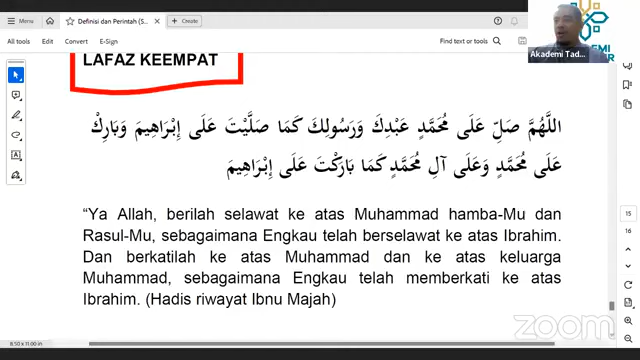 Menu
Definisi dan Perintah (S...
Create
All tools
Edit
Convert
E-Sign
Find text or tools
Akademi Tad...
LAFAZ KEEMPAT
اللَّهُمَّ صَلِّ عَلَى مُحَمَّدٍ عَبْدِكَ وَرَسُولِكَ كَمَا صَلَّيْتَ عَلَى إِبْرَاهِيمَ وَبَارِكْ
عَلَى مُحَمَّدٍ وَعَلَى آلِ مُحَمَّدٍ كَمَا بَارَكْتَ عَلَى إِبْرَاهِيمَ
“Ya Allah, berilah selawat ke atas Muhammad hamba-Mu dan
Rasul-Mu, sebagaimana Engkau telah berselawat ke atas Ibrahim.
Dan berkatilah ke atas Muhammad dan ke atas keluarga
Muhammad, sebagaimana Engkau telah memberkati ke atas
Ibrahim. (Hadis riwayat Ibnu Majah)
15
16
8.50 x 11.00 in
zoom